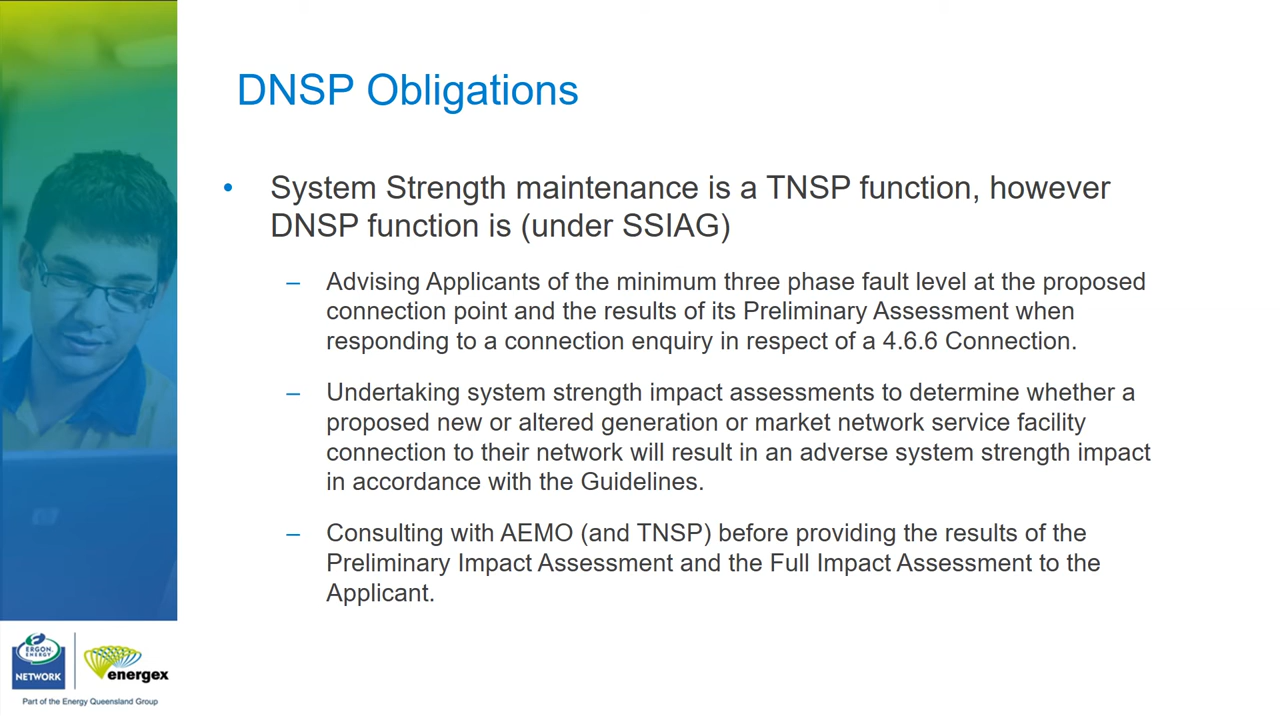 DNSP Obligations
• System Strength maintenance is a TNSP function, however
DNSP function is (under SSIAG)
– Advising Applicants of the minimum three phase fault level at the proposed
connection point and the results of its Preliminary Assessment when
responding to a connection enquiry in respect of a 4.6.6 Connection.
– Undertaking system strength impact assessments to determine whether a
proposed new or altered generation or market network service facility
connection to their network will result in an adverse system strength impact
in accordance with the Guidelines.
– Consulting with AEMO (and TNSP) before providing the results of the
Preliminary Impact Assessment and the Full Impact Assessment to the
Applicant.
ERGON
ENERGY
NETWORK
energex
Part of the Energy Queensland Group